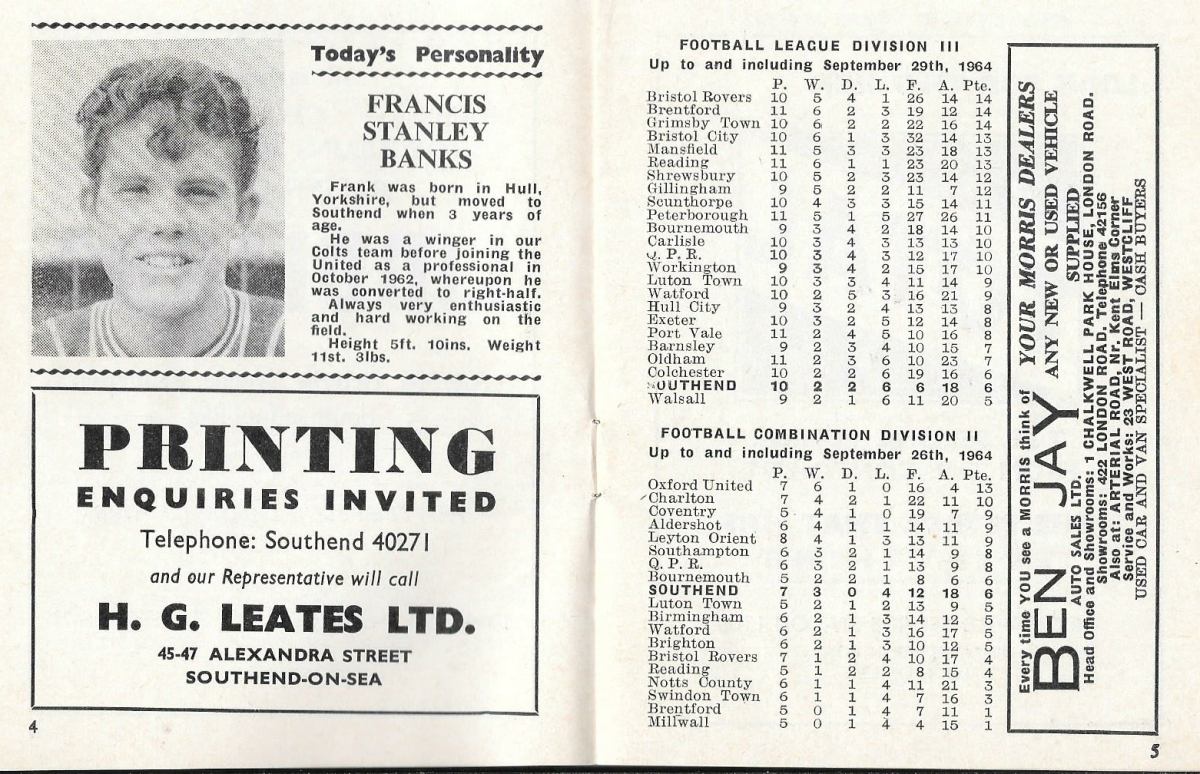 Today's Personality
FRANCIS
STANLEY
BANKS
Frank was born in Hull,
Yorkshire, but moved to
Southend when 3 years of
age.
He was a winger in our
Colts team before joining the
United as a professional in
October 1962, whereupon he
was converted to right-half.
Always very enthusiastic
and hard working on the
field.
Height 5ft. 10ins. Weight
11st. 3lbs.
PRINTING
ENQUIRIES INVITED
Telephone: Southend 40271
and our Representative will call
H. G. LEATES LTD.
45-47 ALEXANDRA STREET
SOUTHEND-ON-SEA
4
FOOTBALL LEAGUE DIVISION III
Up to and including September 29th, 1964
P. W. D. L. F. A. Pte.
Bristol Rovers 10 5 4 1 26 14 14
Brentford 11 6 2 3 19 12 14
Grimsby Town 10 6 2 2 22 16 14
Bristol City 10 6 1 3 32 14 13
Mansfield 11 5 3 3 23 18 13
Reading 11 6 1 1 23 20 13
Shrewsbury 10 5 2 3 23 14 12
Gillingham 9 5 2 2 11 7 12
Scunthorpe 10 4 3 3 15 14 11
Peterborough 11 5 1 5 27 26 11
Bournemouth 9 3 4 2 18 14 10
Carlisle 10 3 4 3 13 13 10
Q. P. R. 10 3 4 3 12 17 10
Workington 9 3 4 2 15 17 10
Luton Town 10 3 3 4 11 14 9
Watford 10 2 5 3 16 21 9
Hull City 9 3 2 4 13 13 8
Exeter 10 3 2 5 12 14 8
Port Vale 11 2 4 5 10 16 8
Barnsley 9 2 3 4 10 15 7
Oldham 11 2 3 6 10 23 7
Colchester 10 2 2 6 19 16 6
SOUTHEND 10 2 2 6 6 18 6
Walsall 9 2 1 6 11 20 5
FOOTBALL COMBINATION DIVISION II
Up to and including September 26th, 1964
P. W. D. L. F. A. Pte.
Oxford United 7 6 1 0 16 4 13
Charlton 7 4 2 1 22 11 10
Coventry 5 4 1 0 19 7 9
Aldershot 6 4 1 1 14 11 9
Leyton Orient 8 4 1 3 13 11 9
Southampton 6 3 2 1 14 9 8
Q. P. R. 6 3 2 1 13 9 8
Bournemouth 5 2 2 1 8 6 6
SOUTHEND 7 3 0 4 12 18 6
Luton Town 5 2 1 2 13 9 5
Birmingham 6 2 1 3 14 12 5
Watford 6 2 1 3 16 17 5
Brighton 6 2 1 3 10 12 5
Bristol Rovers 7 1 2 4 10 17 4
Reading 5 1 2 2 8 15 4
Notts County 6 1 1 4 11 21 3
Swindon Town 6 1 1 4 7 16 3
Brentford 5 0 1 4 7 11 1
Millwall 5 0 1 4 4 15 1
Every time YOU see a MORRIS think of YOUR MORRIS DEALERS
BEN JAY ANY NEW OR USED VEHICLE
SUPPLIED
AUTO SALES LTD.
Head Office and Showrooms: 1 CHALKWELL PARK HOUSE, LONDON ROAD.
Showrooms: 422 LONDON ROAD. Telephone 42156
Also at: ARTERIAL ROAD, Nr. Kent Elms Corner
Service and Works: 23 WEST ROAD, WESTCLIFF
USED CAR AND VAN SPECIALIST — CASH BUYERS
5